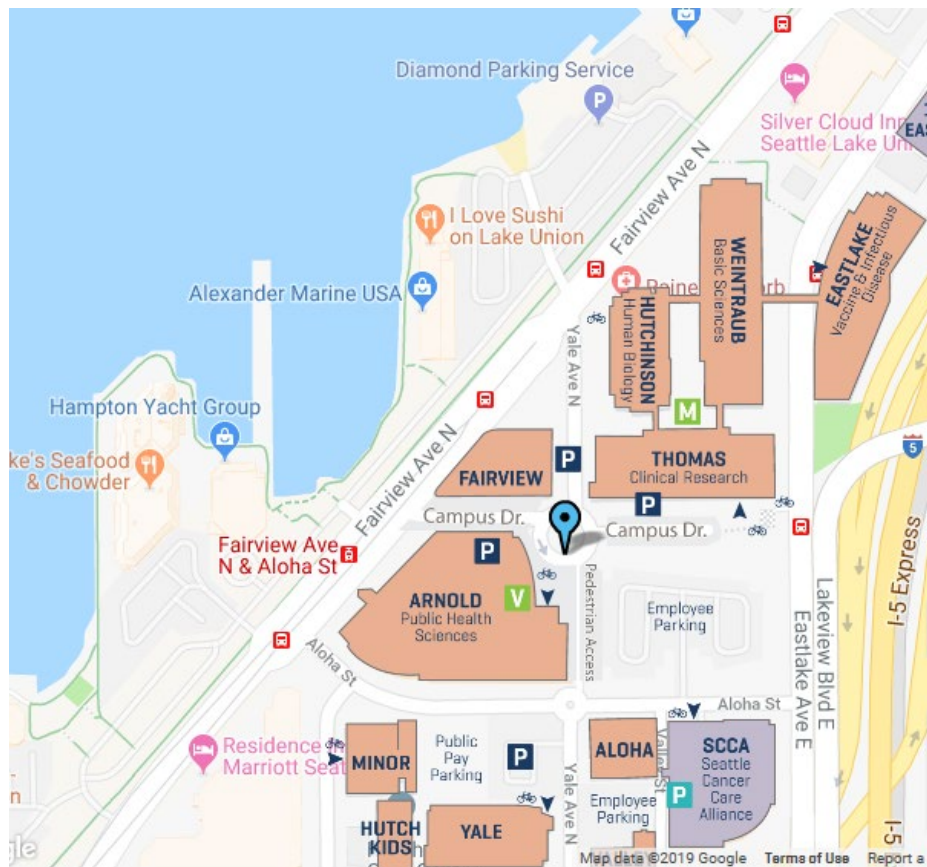 Diamond Parking Service
P
Silver Cloud Inn
Seattle Lake Uni
EAS
Fairview Ave N
I Love Sushi
on Lake Union
Alexander Marine USA
WEINTRAUB
Basic Sciences
EASTLAKE
Vaccine & Infectious
Disease
HUTCHINSON
Human Biology
Yale Ave N
Hampton Yacht Group
M
ke's Seafood
& Chowder
Fairview Ave N
FAIRVIEW
P
THOMAS
Clinical Research
5
P
Campus Dr.
Campus Dr.
Fairview Ave
N & Aloha St
P
ARNOLD
Public Health
Sciences
V
Pedestrian Access
Employee
Parking
Lakeview Blvd E
Eastlake Ave E
I-5 Express
Aloha St
Aloha St
Residence
Marriott Seat
MINOR
Public
Pay
Parking
P
ALOHA
Valley St
SCCA
Seattle
Cancer
Care
Alliance
P
HUTCH
KIDS
YALE
Yale Ave N
Employee
Parking
I-5
Map data ©2019 Google
Terms of Use
Report a